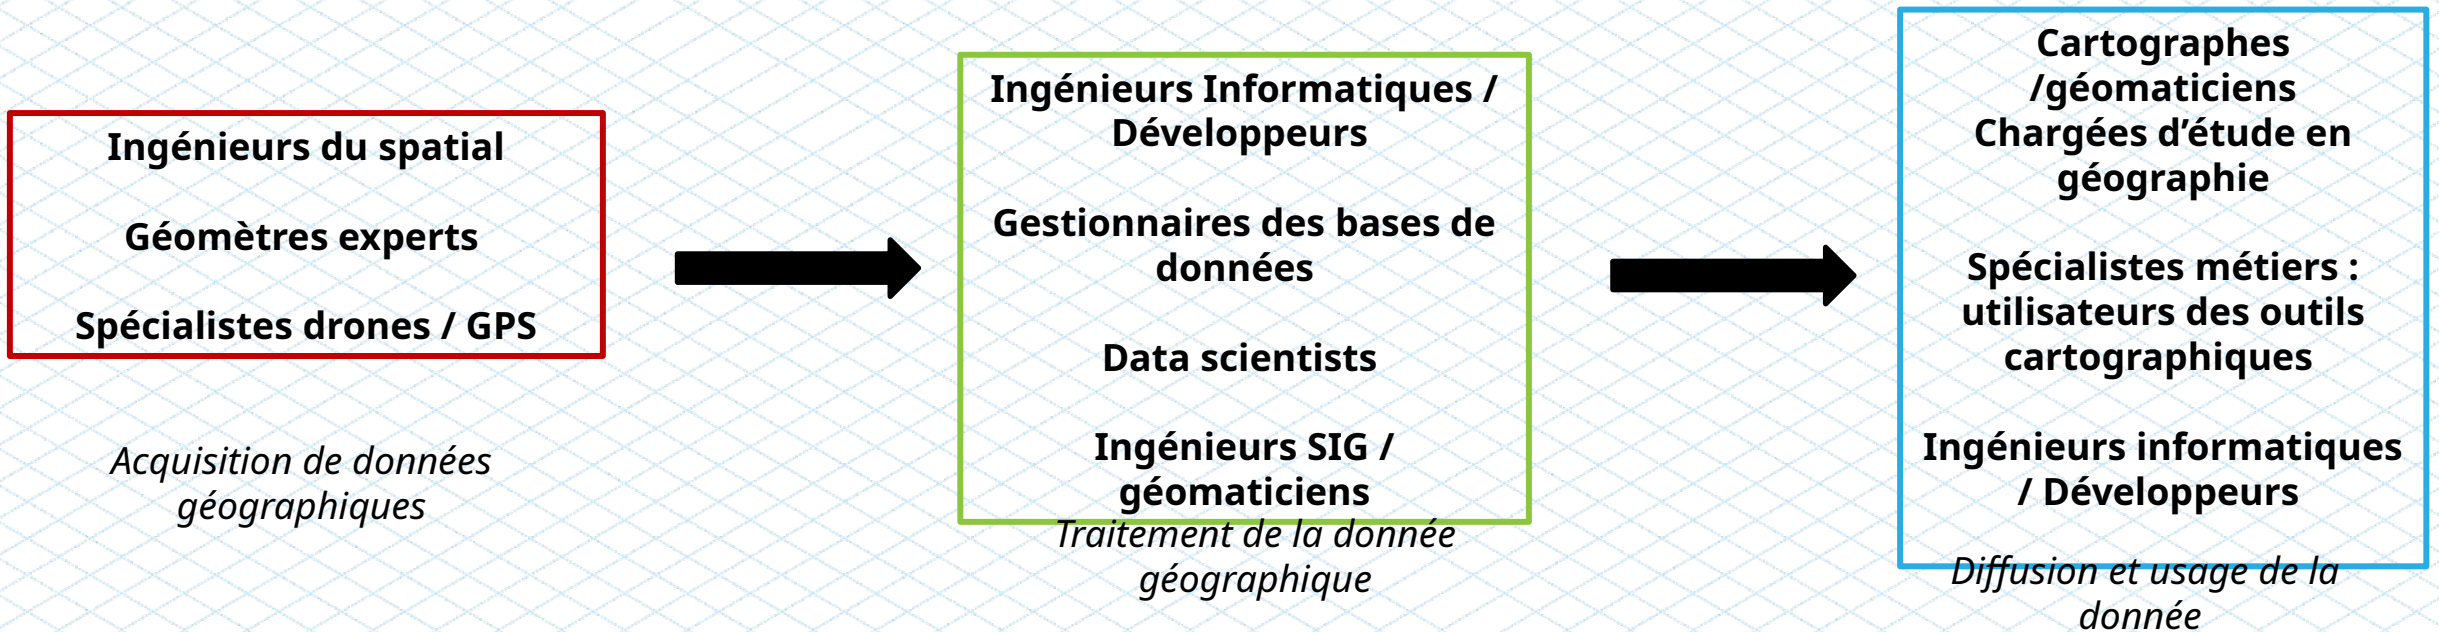 Ingénieurs du spatial
Géomètres experts
Spécialistes drones / GPS
Acquisition de données
géographiques
Ingénieurs Informatiques /
Développeurs
Gestionnaires des bases de
données
Data scientists
Ingénieurs SIG /
géomaticiens
Traitement de la donnée
géographique
Cartographes
/géomaticiens
Chargées d’étude en
géographie
Spécialistes métiers :
utilisateurs des outils
cartographiques
Ingénieurs informatiques
/ Développeurs
Diffusion et usage de la
donnée